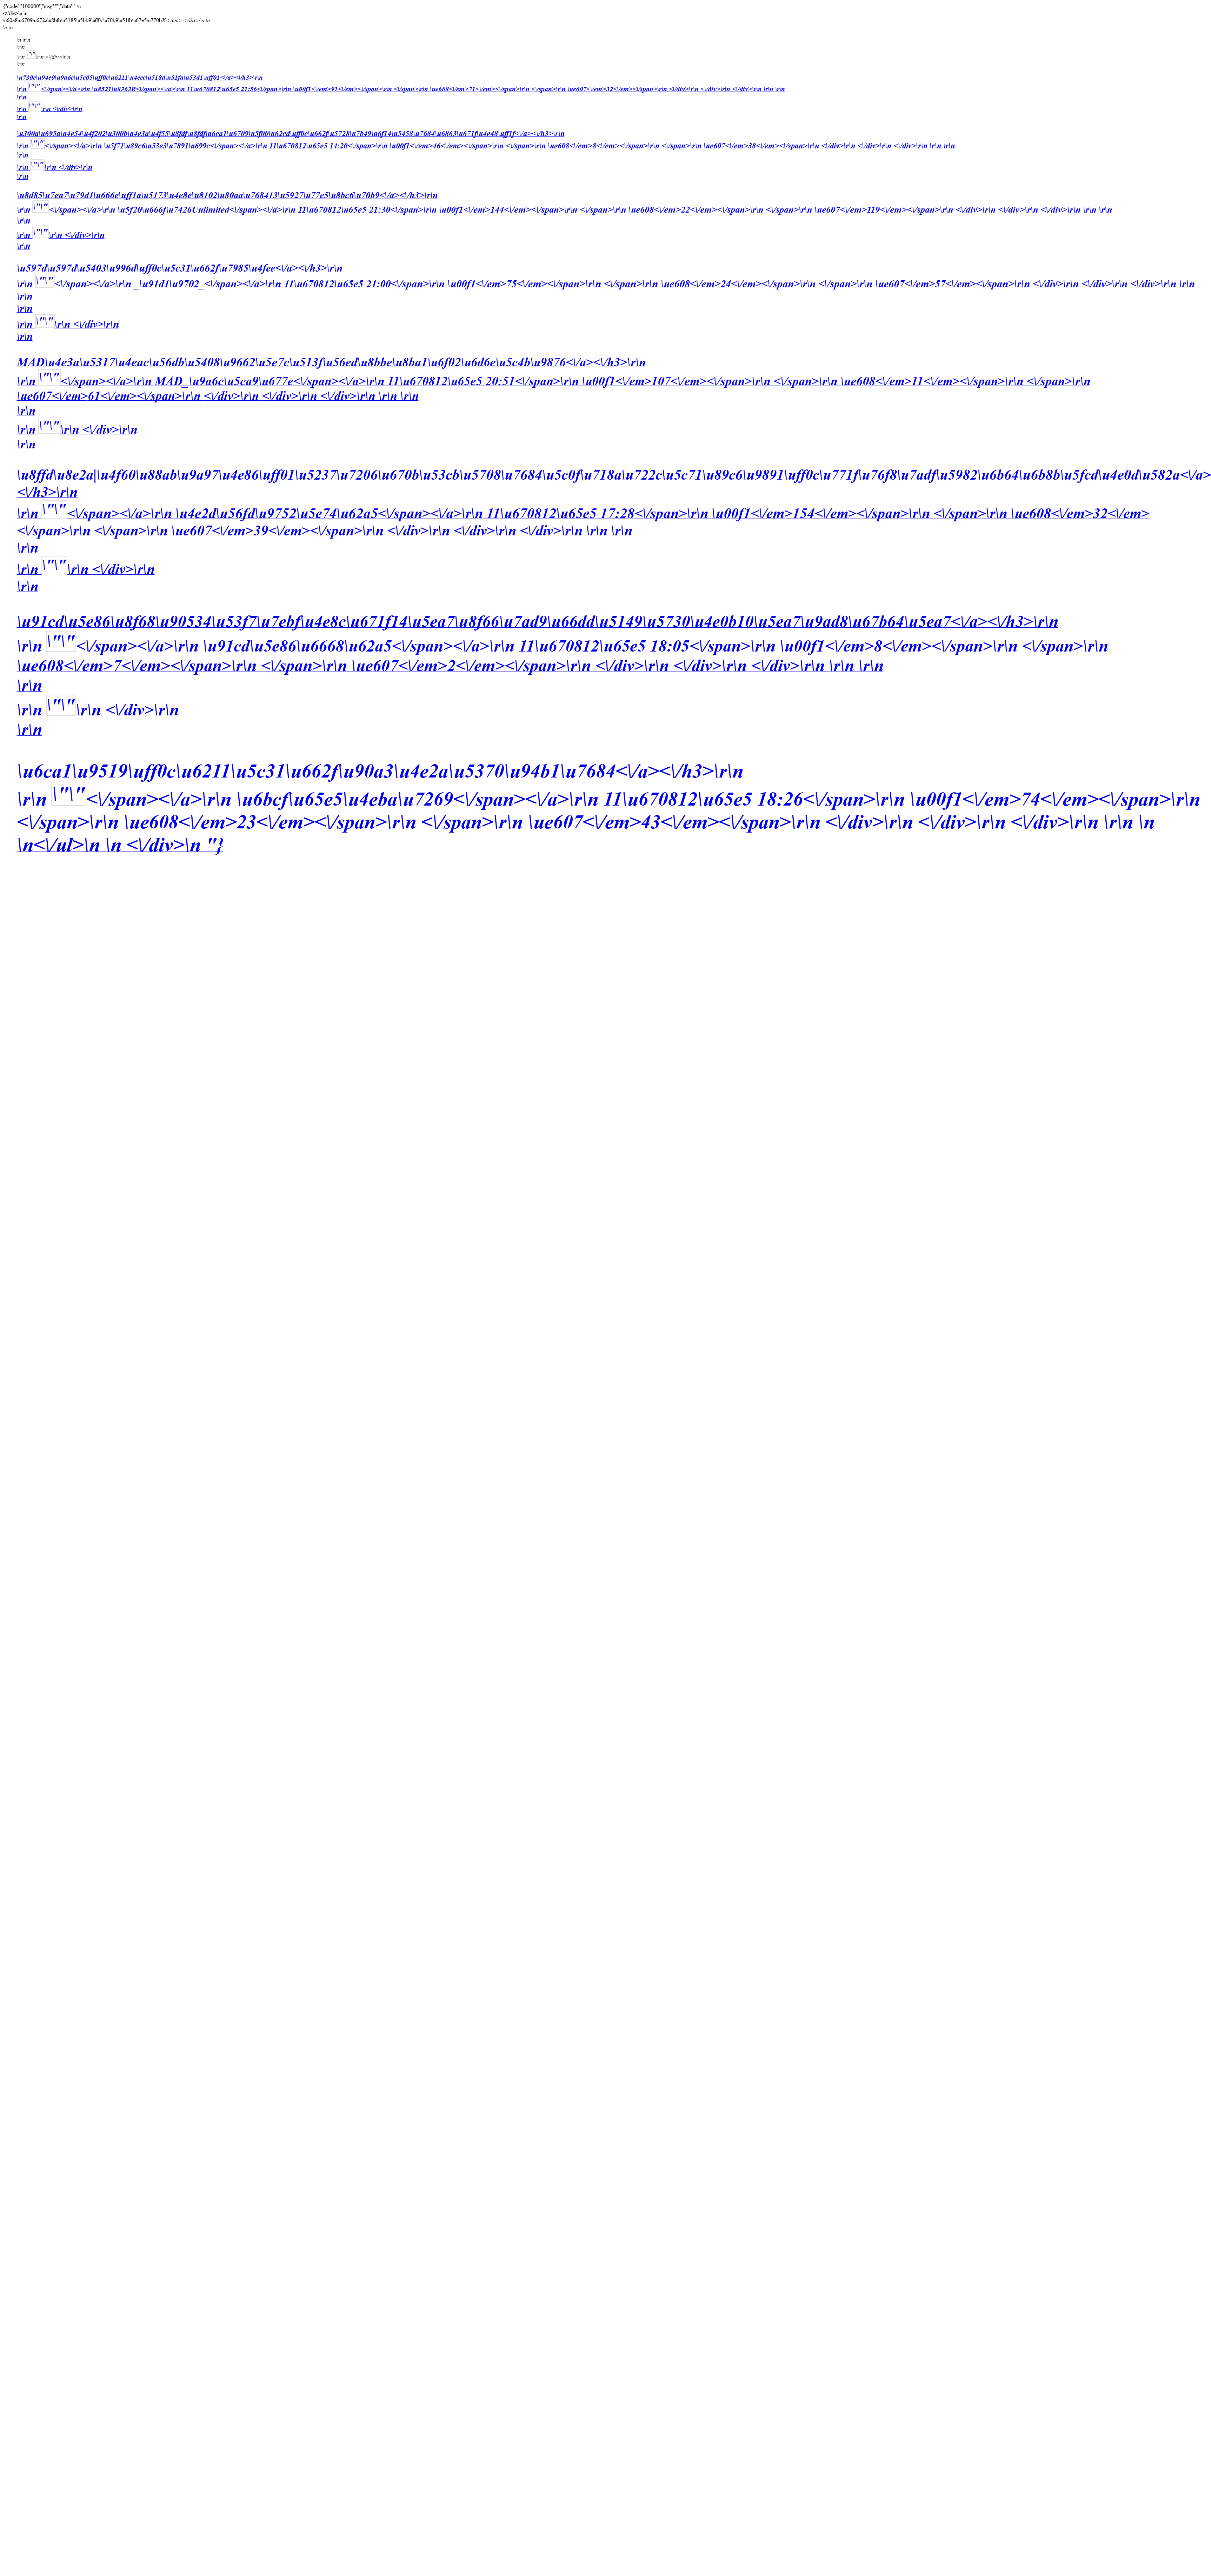 {"code":"100000","msg":"","data":" \n
<\/div>\n \n
\u60a8\u6709\u672a\u8bfb\u5185\u5bb9\uff0c\u70b9\u51fb\u67e5\u770bX<\/em><\/div>\n \n
\n \n
\n \r\n
\r\n
\r\n \"\"\r\n <\/div>\r\n
\r\n
\u730e\u94e0\u9a6c\u5e05\uff0c\u6211\u4eec\u518d\u51fa\u53d1\uff01<\/a><\/h3>\r\n
\r\n \"\"<\/span><\/a>\r\n \u8521\u8363R<\/span><\/a>\r\n 11\u670812\u65e5 21:56<\/span>\r\n \u00f1<\/em>91<\/em><\/span>\r\n <\/span>\r\n \ue608<\/em>71<\/em><\/span>\r\n <\/span>\r\n \ue607<\/em>32<\/em><\/span>\r\n <\/div>\r\n <\/div>\r\n <\/div>\r\n \r\n \r\n
\r\n
\r\n \"\"\r\n <\/div>\r\n
\r\n
\u300a\u695a\u4e54\u4f202\u300b\u4e3a\u4f55\u8fdf\u8fdf\u6ca1\u6709\u5f00\u62cd\uff0c\u662f\u5728\u7b49\u6f14\u5458\u7684\u6863\u671f\u4e48\uff1f<\/a><\/h3>\r\n
\r\n \"\"<\/span><\/a>\r\n \u5f71\u89c6\u53e3\u7891\u699c<\/span><\/a>\r\n 11\u670812\u65e5 14:20<\/span>\r\n \u00f1<\/em>46<\/em><\/span>\r\n <\/span>\r\n \ue608<\/em>8<\/em><\/span>\r\n <\/span>\r\n \ue607<\/em>38<\/em><\/span>\r\n <\/div>\r\n <\/div>\r\n <\/div>\r\n \r\n \r\n
\r\n
\r\n \"\"\r\n <\/div>\r\n
\r\n
\u8d85\u7ea7\u79d1\u666e\uff1a\u5173\u4e8e\u8102\u80aa\u768413\u5927\u77e5\u8bc6\u70b9<\/a><\/h3>\r\n
\r\n \"\"<\/span><\/a>\r\n \u5f20\u666f\u7426Unlimited<\/span><\/a>\r\n 11\u670812\u65e5 21:30<\/span>\r\n \u00f1<\/em>144<\/em><\/span>\r\n <\/span>\r\n \ue608<\/em>22<\/em><\/span>\r\n <\/span>\r\n \ue607<\/em>119<\/em><\/span>\r\n <\/div>\r\n <\/div>\r\n <\/div>\r\n \r\n \r\n
\r\n
\r\n \"\"\r\n <\/div>\r\n
\r\n
\u597d\u597d\u5403\u996d\uff0c\u5c31\u662f\u7985\u4fee<\/a><\/h3>\r\n
\r\n \"\"<\/span><\/a>\r\n _\u91d1\u9702_<\/span><\/a>\r\n 11\u670812\u65e5 21:00<\/span>\r\n \u00f1<\/em>75<\/em><\/span>\r\n <\/span>\r\n \ue608<\/em>24<\/em><\/span>\r\n <\/span>\r\n \ue607<\/em>57<\/em><\/span>\r\n <\/div>\r\n <\/div>\r\n <\/div>\r\n \r\n
\r\n
\r\n
\r\n \"\"\r\n <\/div>\r\n
\r\n
MAD\u4e3a\u5317\u4eac\u56db\u5408\u9662\u5e7c\u513f\u56ed\u8bbe\u8ba1\u6f02\u6d6e\u5c4b\u9876<\/a><\/h3>\r\n
\r\n \"\"<\/span><\/a>\r\n MAD_\u9a6c\u5ca9\u677e<\/span><\/a>\r\n 11\u670812\u65e5 20:51<\/span>\r\n \u00f1<\/em>107<\/em><\/span>\r\n <\/span>\r\n \ue608<\/em>11<\/em><\/span>\r\n <\/span>\r\n
\ue607<\/em>61<\/em><\/span>\r\n <\/div>\r\n <\/div>\r\n <\/div>\r\n \r\n \r\n
\r\n
\r\n \"\"\r\n <\/div>\r\n
\r\n
\u8ffd\u8e2a|\u4f60\u88ab\u9a97\u4e86\uff01\u5237\u7206\u670b\u53cb\u5708\u7684\u5c0f\u718a\u722c\u5c71\u89c6\u9891\uff0c\u771f\u76f8\u7adf\u5982\u6b64\u6b8b\u5fcd\u4e0d\u582a<\/a>
<\/h3>\r\n
\r\n \"\"<\/span><\/a>\r\n \u4e2d\u56fd\u9752\u5e74\u62a5<\/span><\/a>\r\n 11\u670812\u65e5 17:28<\/span>\r\n \u00f1<\/em>154<\/em><\/span>\r\n <\/span>\r\n \ue608<\/em>32<\/em>
<\/span>\r\n <\/span>\r\n \ue607<\/em>39<\/em><\/span>\r\n <\/div>\r\n <\/div>\r\n <\/div>\r\n \r\n \r\n
\r\n
\r\n \"\"\r\n <\/div>\r\n
\r\n
\u91cd\u5e86\u8f68\u90534\u53f7\u7ebf\u4e8c\u671f14\u5ea7\u8f66\u7ad9\u66dd\u5149\u5730\u4e0b10\u5ea7\u9ad8\u67b64\u5ea7<\/a><\/h3>\r\n
\r\n \"\"<\/span><\/a>\r\n \u91cd\u5e86\u6668\u62a5<\/span><\/a>\r\n 11\u670812\u65e5 18:05<\/span>\r\n \u00f1<\/em>8<\/em><\/span>\r\n <\/span>\r\n
\ue608<\/em>7<\/em><\/span>\r\n <\/span>\r\n \ue607<\/em>2<\/em><\/span>\r\n <\/div>\r\n <\/div>\r\n <\/div>\r\n \r\n \r\n
\r\n
\r\n \"\"\r\n <\/div>\r\n
\r\n
\u6ca1\u9519\uff0c\u6211\u5c31\u662f\u90a3\u4e2a\u5370\u94b1\u7684<\/a><\/h3>\r\n
\r\n \"\"<\/span><\/a>\r\n \u6bcf\u65e5\u4eba\u7269<\/span><\/a>\r\n 11\u670812\u65e5 18:26<\/span>\r\n \u00f1<\/em>74<\/em><\/span>\r\n
<\/span>\r\n \ue608<\/em>23<\/em><\/span>\r\n <\/span>\r\n \ue607<\/em>43<\/em><\/span>\r\n <\/div>\r\n <\/div>\r\n <\/div>\r\n \r\n \n
\n<\/ul>\n \n <\/div>\n "}